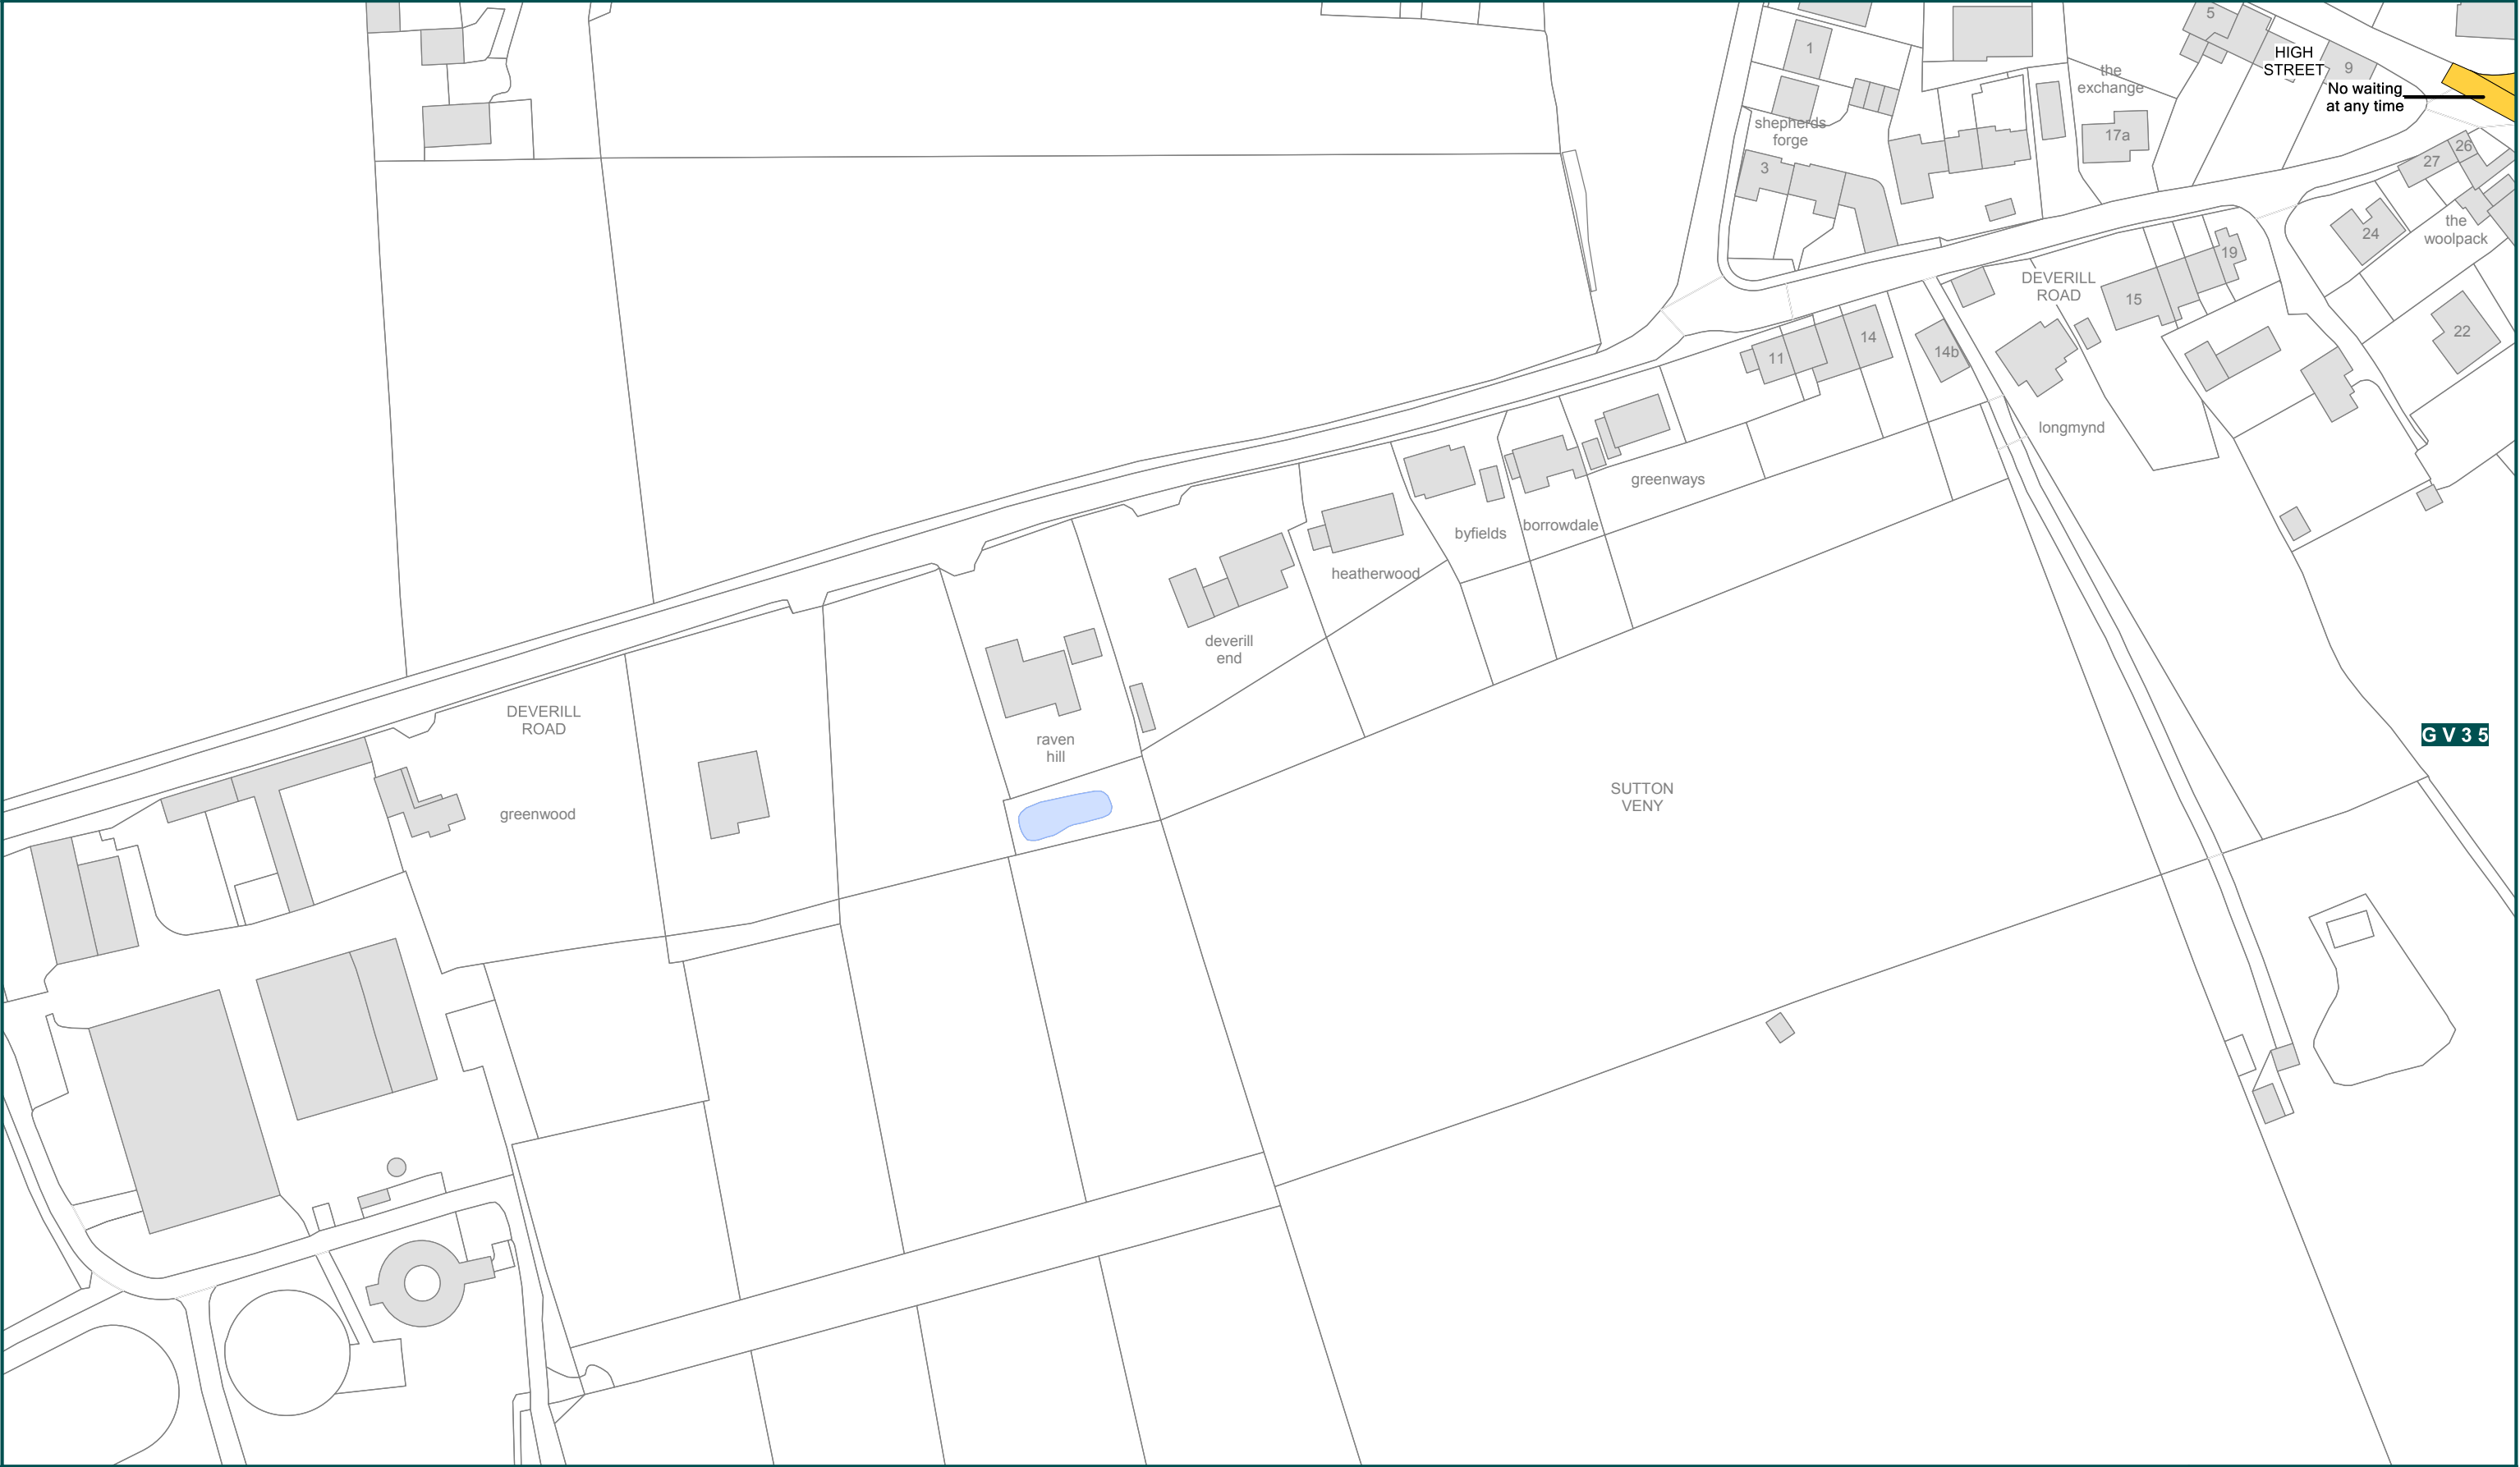 5
HIGH
STREET
9
No waiting
at any time
1
the
exchange
shepherds
forge
17a
3
27
26
24
the
woolpack
19
DEVERILL
ROAD
15
22
14
11
14b
longmynd
greenways
borrowdale
byfields
heatherwood
deverill
end
raven
hill
DEVERILL
ROAD
greenwood
GV35
SUTTON
VENY